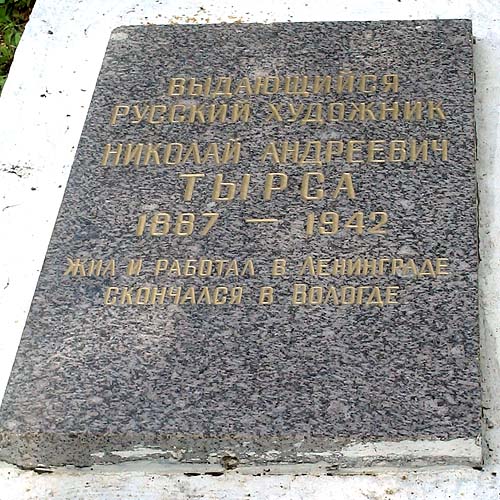 ВЫДАЮЩИЙСЯ
РУССКИЙ ХУДОЖНИК
НИКОЛАЙ АНДРЕЕВИЧ
ТЫРСА
1887 — 1942
ЖИЛ И РАБОТАЛ В ЛЕНИНГРАДЕ
СКОНЧАЛСЯ В ВОЛОГДЕ